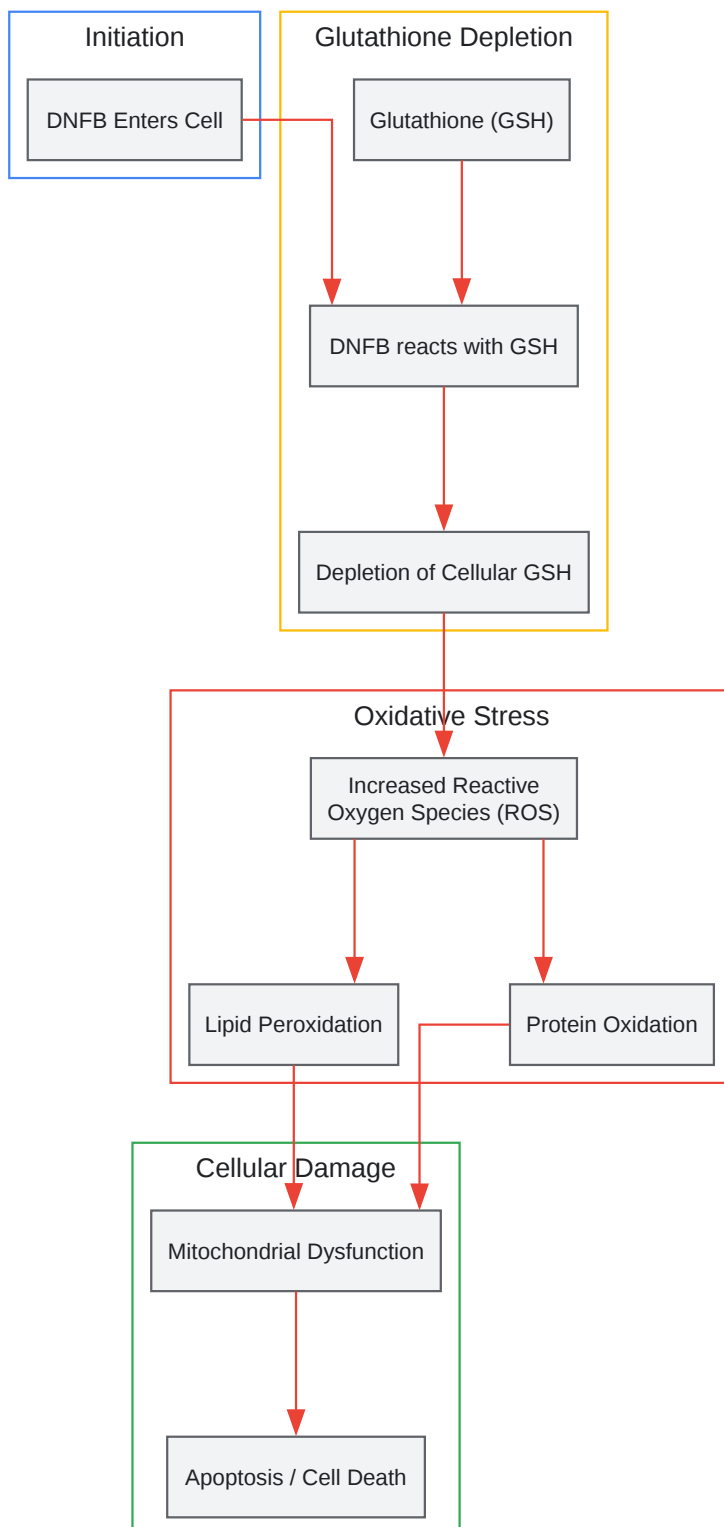 Initiation
Glutathione Depletion
DNFB Enters Cell
Glutathione (GSH)
DNFB reacts with GSH
Depletion of Cellular GSH
Oxidative Stress
Increased Reactive
Oxygen Species (ROS)
Lipid Peroxidation
Protein Oxidation
Cellular Damage
Mitochondrial Dysfunction
Apoptosis / Cell Death